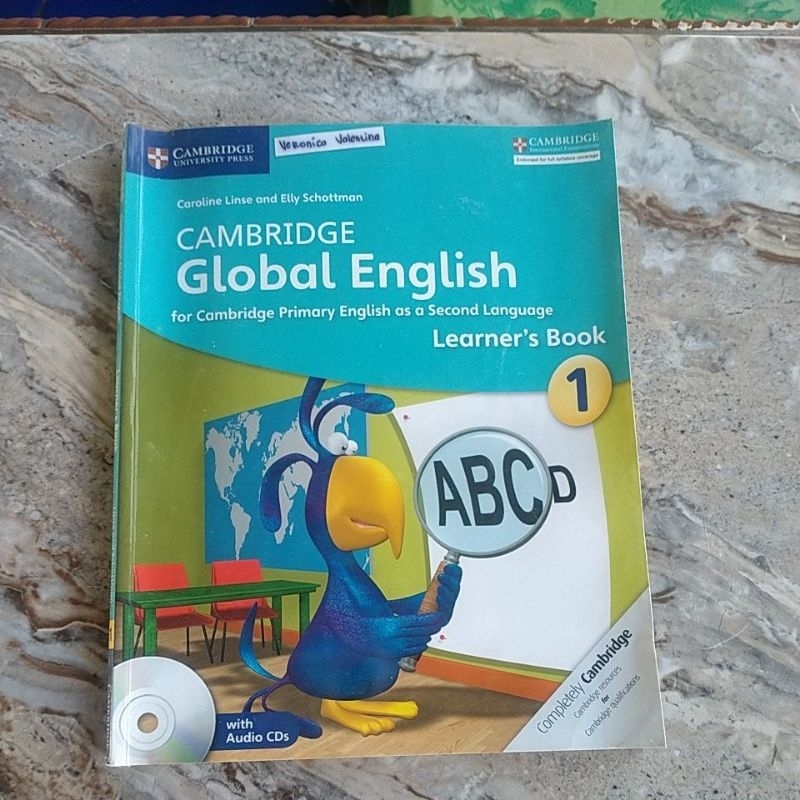 CAMBRIDGE
UNIVERSITY PRESS
Veronica Valentina
CAMBRIDGE
International Examinations
Endorsed for full syllabus coverage
Caroline Linse and Elly Schottman
CAMBRIDGE
Global English
for Cambridge Primary English as a Second Language
Learner's Book
1
ABCD
with
Audio CDs
Completely Cambridge
Cambridge resources
for
Cambridge qualifications